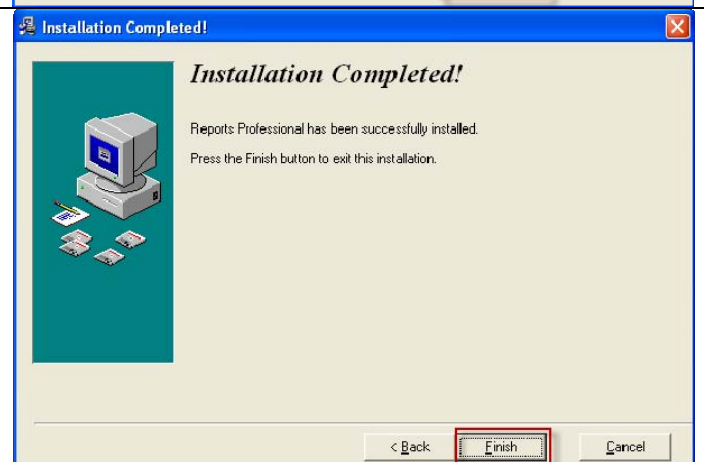 Installation Completed!
Installation Completed!
Reports Professional has been successfully installed.
Press the Finish button to exit this installation.
< Back Finish Cancel